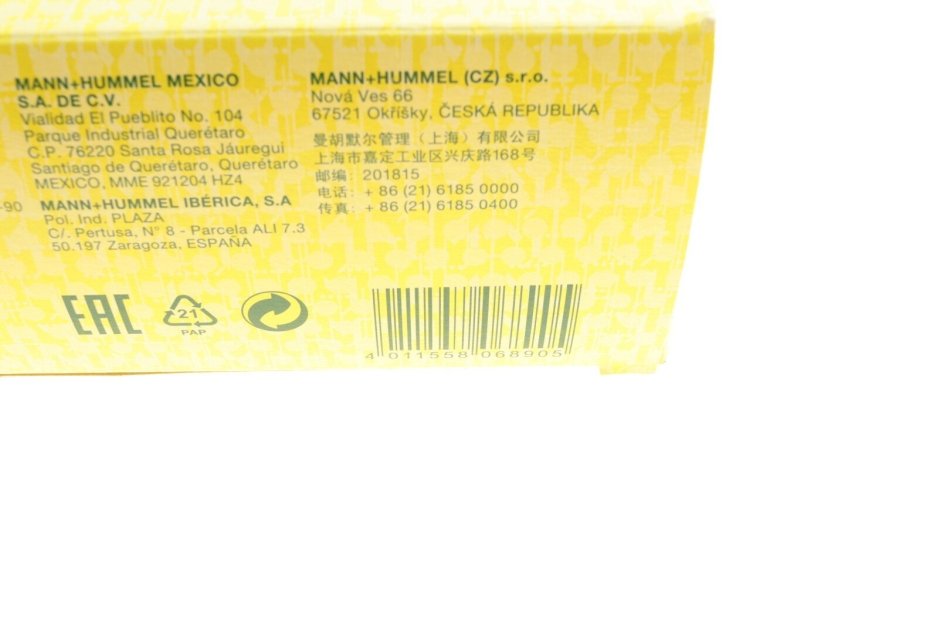 MANN+HUMMEL MEXICO
S.A. DE C.V.
Vialidad El Pueblito No. 104
Parque Industrial Querétaro
C.P. 76220 Santa Rosa Jáuregui
Santiago de Querétaro, Querétaro
MEXICO, MME 921204 HZ4
-90
MANN+HUMMEL IBÉRICA, S.A
Pol. Ind. PLAZA
C/. Pertusa, N° 8 - Parcela ALI 7.3
50.197 Zaragoza, ESPAÑA
MANN+HUMMEL (CZ) s.r.o.
Nová Ves 66
67521 Okříšky, ČESKÁ REPUBLIKA
曼胡默尔管理（上海）有限公司
上海市嘉定工业区兴庆路168号
邮编：201815
电话：+ 86 (21) 6185 0000
传真：+ 86 (21) 6185 0400
EAC
21
PAP
4 011558 068905